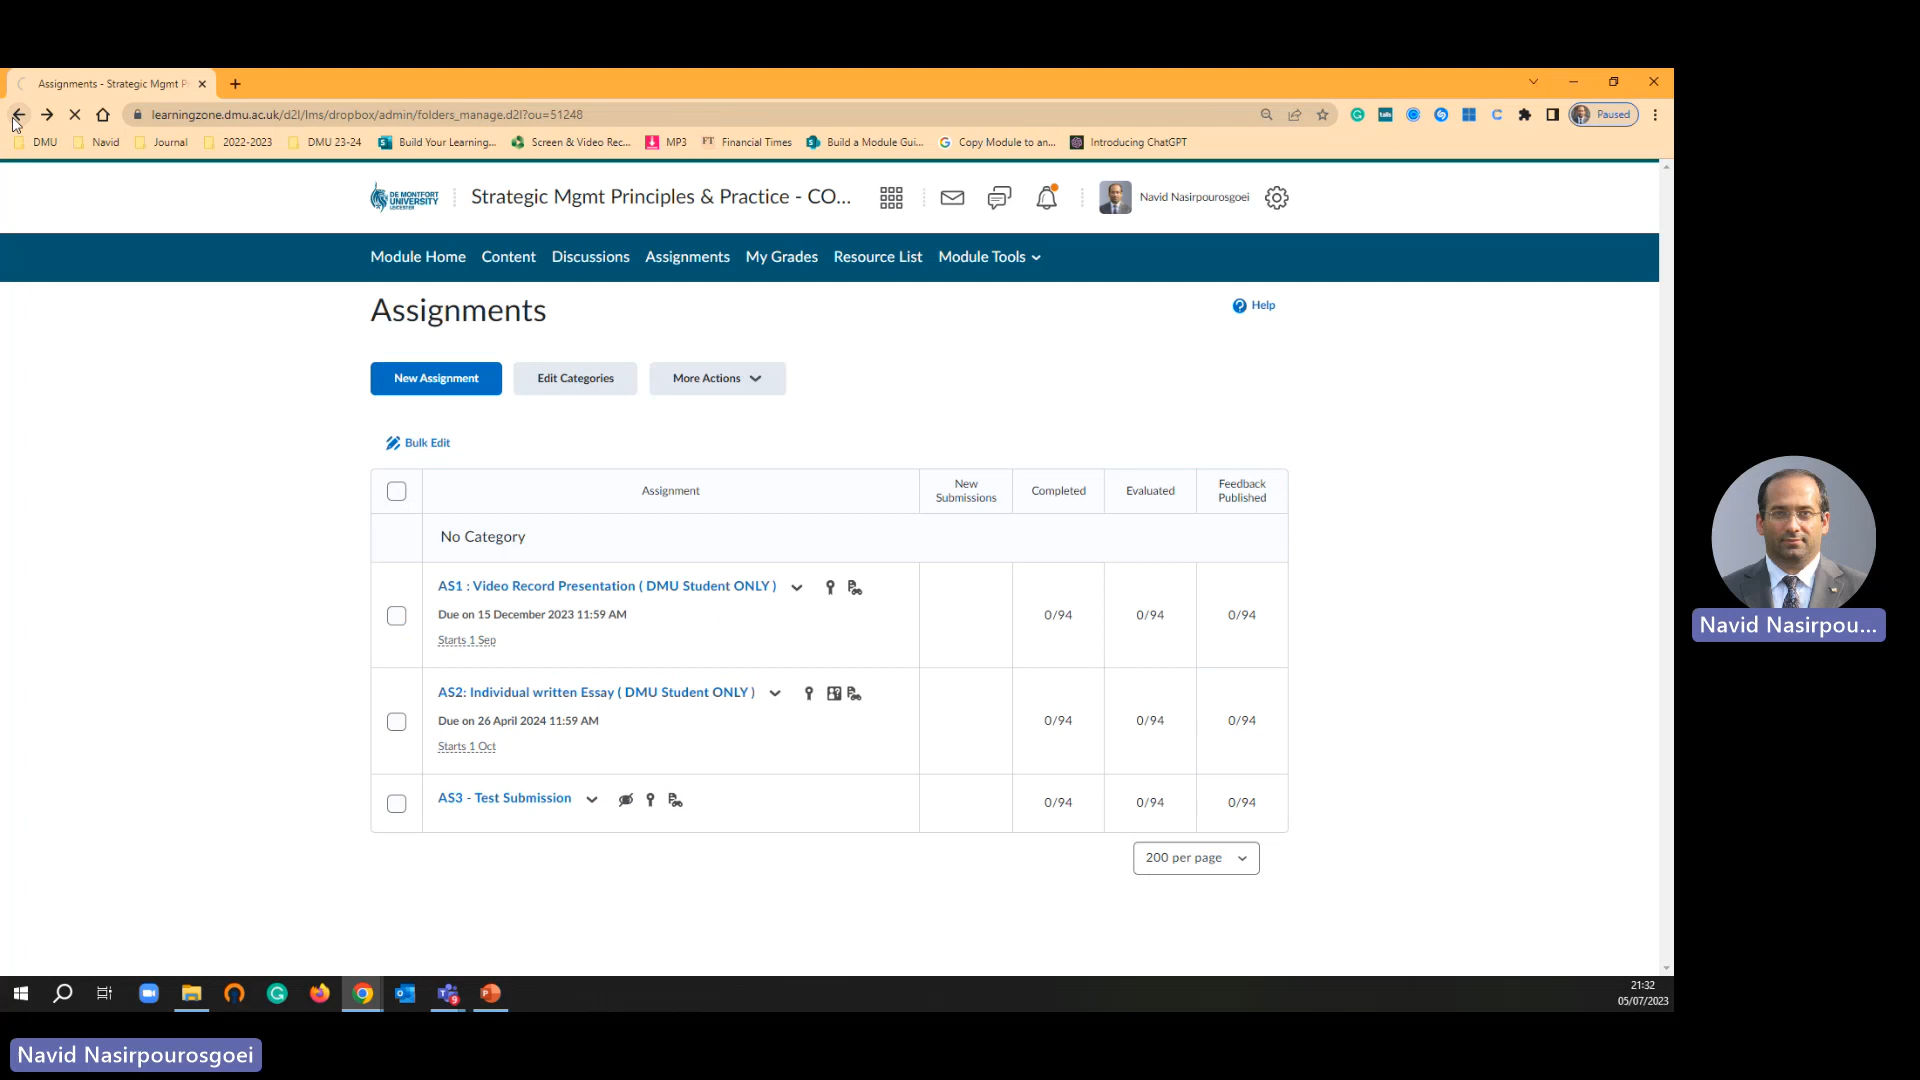 Assignments - Strategic Mgmt P
learningzone.dmu.ac.uk/d2l/lms/dropbox/admin/folders_manage.d2l?ou=51248
Paused
DMU Navid Journal 2022-2023 DMU 23-24 Build Your Learning... Screen & Video Rec... MP3 FT Financial Times Build a Module Gui... Copy Module to an... Introducing ChatGPT
DE MONTFORT
UNIVERSITY
LEICESTER
Strategic Mgmt Principles & Practice - CO...
Navid Nasirpourosgoei
Module Home Content Discussions Assignments My Grades Resource List Module Tools
Assignments
Help
New Assignment Edit Categories More Actions
Bulk Edit
Assignment New Submissions Completed Evaluated Feedback Published
No Category
AS1 : Video Record Presentation ( DMU Student ONLY )
Due on 15 December 2023 11:59 AM
0/94 0/94 0/94
Starts 1 Sep
AS2: Individual written Essay ( DMU Student ONLY )
Due on 26 April 2024 11:59 AM
0/94 0/94 0/94
Starts 1 Oct
AS3 - Test Submission
0/94 0/94 0/94
200 per page
21:32
05/07/2023
Navid Nasirpou...
Navid Nasirpourosgoei